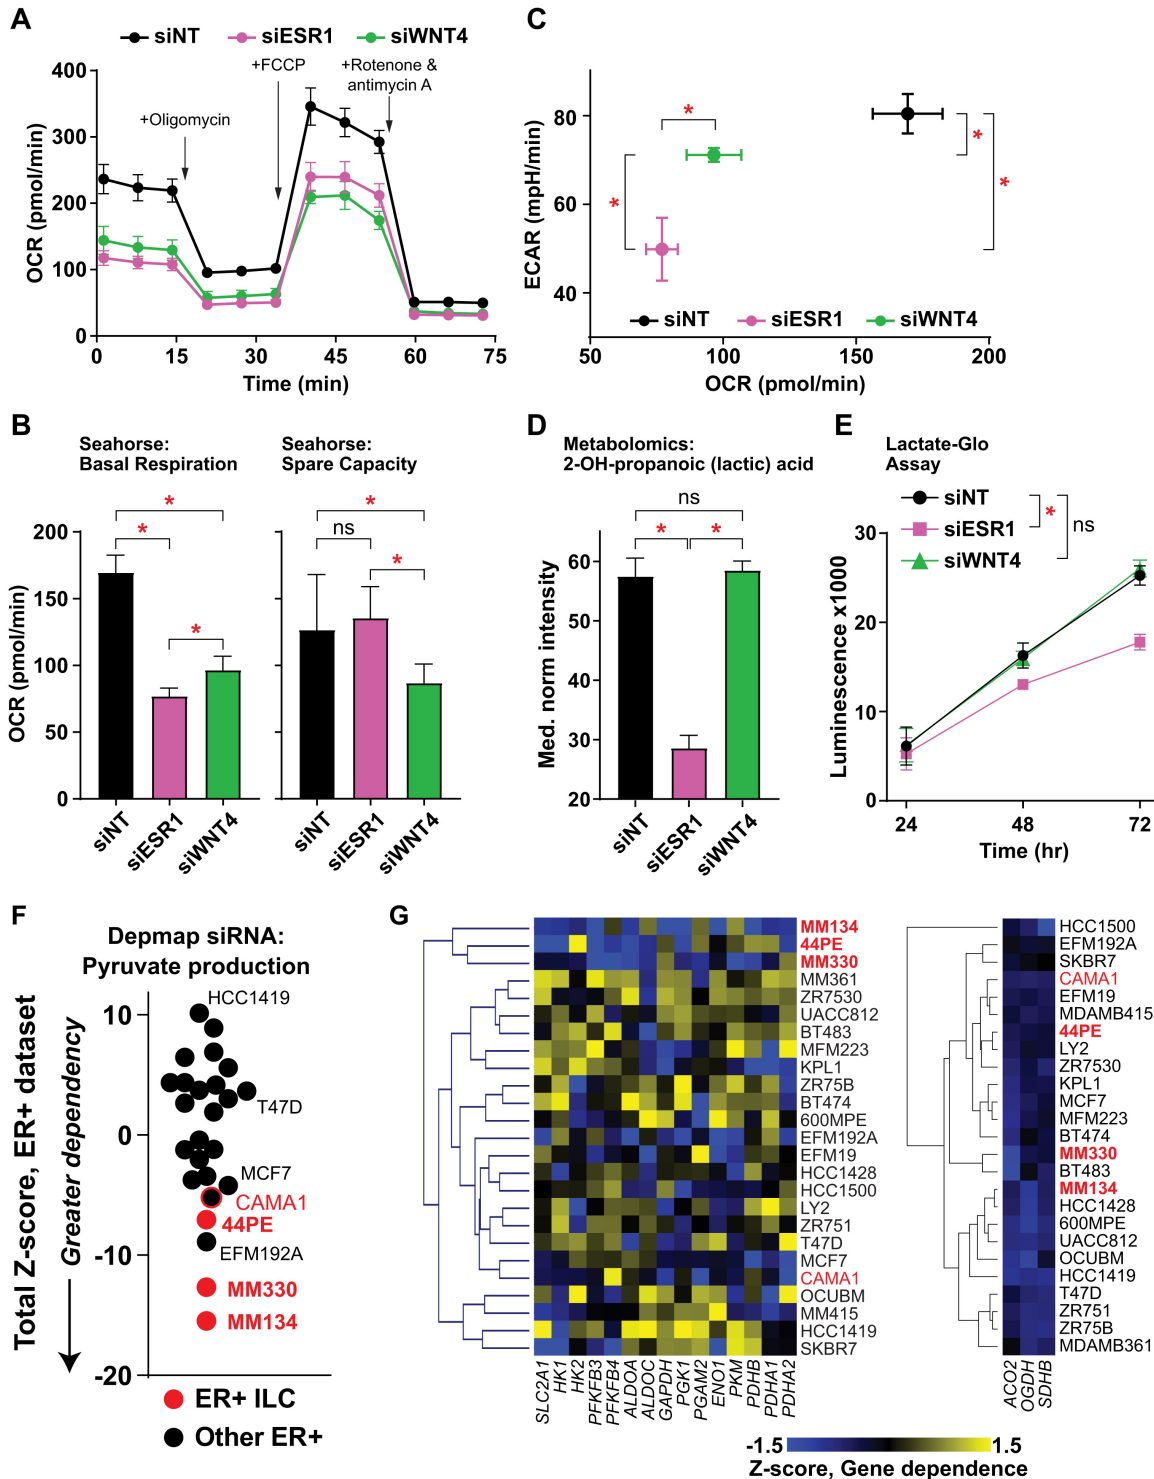 A
siNT
siESR1
siWNT4
+Oligomycin
+FCCP
+Rotenone &
antimycin A
400
300
200
100
0
OCR (pmol/min)
0
15
30
45
60
75
Time (min)
C
80
60
40
ECAR (mpH/min)
*
*
*
*
siNT
siESR1
siWNT4
50
100
150
200
OCR (pmol/min)
B
Seahorse:
Basal Respiration
*
*
*
200
150
100
50
0
OCR (pmol/min)
siNT
siESR1
siWNT4
Seahorse:
Spare Capacity
*
ns
*
siNT
siESR1
siWNT4
D
Metabolomics:
2-OH-propanoic (lactic) acid
ns
*
*
60
50
40
30
20
Med. norm intensity
siNT
siESR1
siWNT4
E
Lactate-Glo
Assay
siNT
siESR1
siWNT4
*
ns
30
20
10
0
Luminescence x1000
24
48
72
Time (hr)
F
Depmap siRNA:
Pyruvate production
Total Z-score, ER+ dataset
Greater dependency
10
0
-10
-20
HCC1419
T47D
MCF7
CAMA1
44PE
EFM192A
MM330
MM134
ER+ ILC
Other ER+
G
MM134
44PE
MM330
MM361
ZR7530
UACC812
BT483
MFM223
KPL1
ZR75B
BT474
600MPE
EFM192A
EFM19
HCC1428
HCC1500
LY2
ZR751
T47D
MCF7
CAMA1
OCUBM
MM415
HCC1419
SKBR7
SLC2A1
HK1
HK2
PFKFB3
PFKFB4
ALDOA
ALDOC
GAPDH
PGK1
PGAM2
ENO1
PKM
PDHB
PDHA1
PDHA2
HCC1500
EFM192A
SKBR7
CAMA1
EFM19
MDAMB415
44PE
LY2
ZR7530
KPL1
MCF7
MFM223
BT474
MM330
BT483
MM134
HCC1428
600MPE
UACC812
OCUBM
HCC1419
T47D
ZR751
ZR75B
MDAMB361
ACO2
OGDH
SDHB
-1.5
1.5
Z-score, Gene dependence